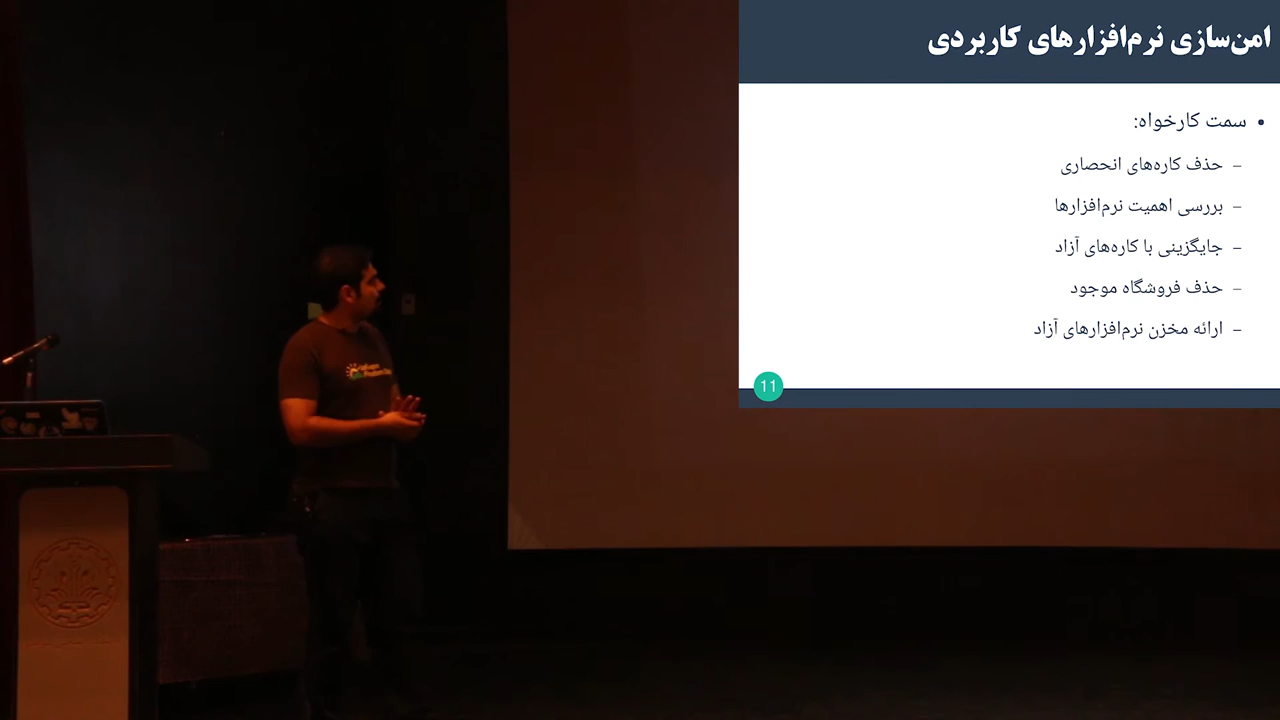 امن‌سازی نرم‌افزارهای کاربردی
• سمت کارخواه:
– حذف کاره‌های انحصاری
– بررسی اهمیت نرم‌افزارها
– جایگزینی با کاره‌های آزاد
– حذف فروشگاه موجود
– ارائه مخزن نرم‌افزارهای آزاد
11